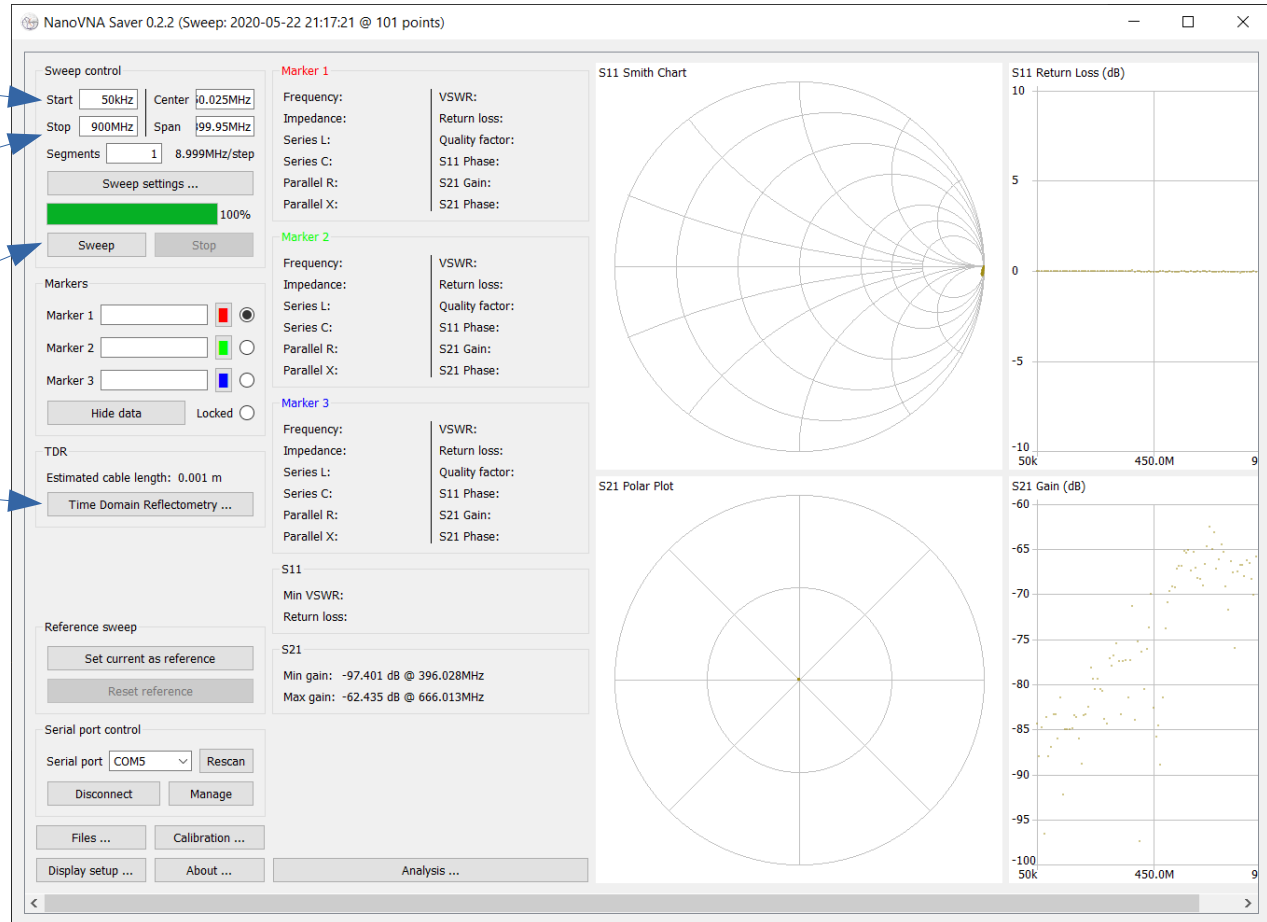 NanoVNA Saver 0.2.2 (Sweep: 2020-05-22 21:17:21 @ 101 points)
Sweep control
Start 50kHz Center 50.025MHz
Stop 900MHz Span 899.95MHz
Segments 1 8.999MHz/step
Sweep settings ...
100%
Sweep Stop
Markers
Marker 1
Marker 2
Marker 3
Hide data Locked
TDR
Estimated cable length: 0.001 m
Time Domain Reflectometry ...
Reference sweep
Set current as reference
Reset reference
Serial port control
Serial port COM5 Rescan
Disconnect Manage
Files ... Calibration ...
Display setup ... About ...
Marker 1
Frequency: VSWR:
Impedance: Return loss:
Series L: Quality factor:
Series C: S11 Phase:
Parallel R: S21 Gain:
Parallel X: S21 Phase:
Marker 2
Frequency: VSWR:
Impedance: Return loss:
Series L: Quality factor:
Series C: S11 Phase:
Parallel R: S21 Gain:
Parallel X: S21 Phase:
Marker 3
Frequency: VSWR:
Impedance: Return loss:
Series L: Quality factor:
Series C: S11 Phase:
Parallel R: S21 Gain:
Parallel X: S21 Phase:
S11
Min VSWR:
Return loss:
S21
Min gain: -97.401 dB @ 396.028MHz
Max gain: -62.435 dB @ 666.013MHz
Analysis ...
S11 Smith Chart
S11 Return Loss (dB)
10
5
0
-5
-10
50k 450.0M 9
S21 Polar Plot
S21 Gain (dB)
-60
-65
-70
-75
-80
-85
-90
-95
-100
50k 450.0M 9